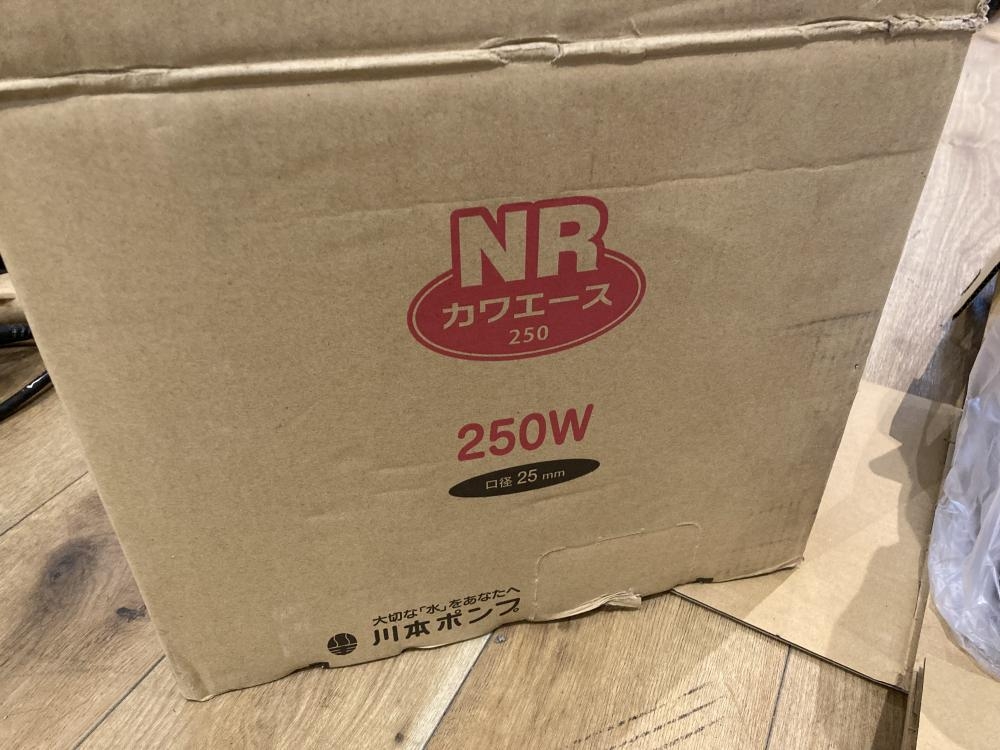 NR
カワエース
250
250W
口径 25 mm
大切な「水」をあなたへ
川本ポンプ